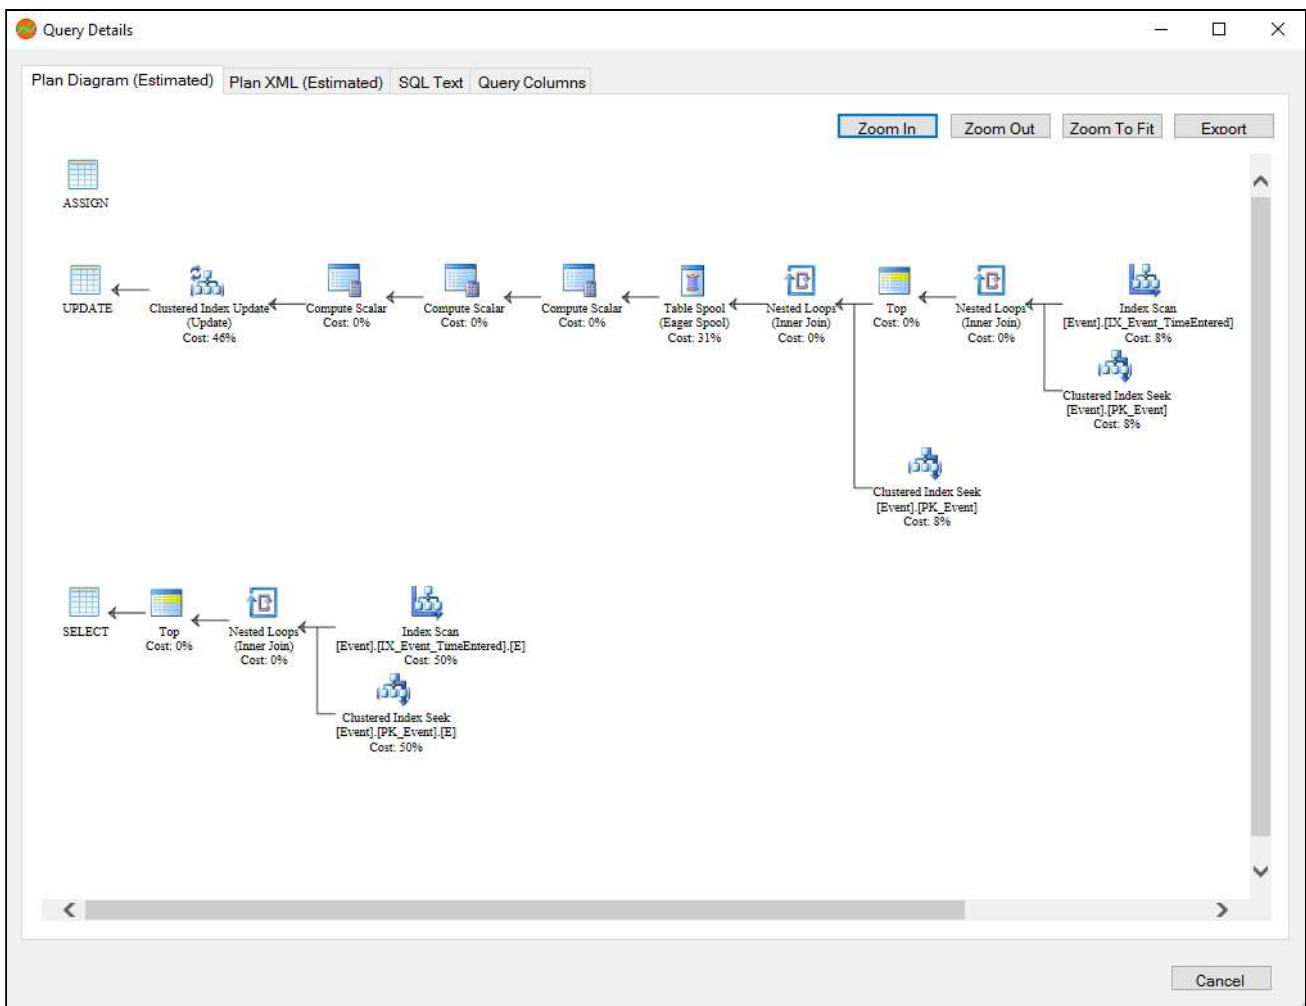 Query Details
Plan Diagram (Estimated) Plan XML (Estimated) SQL Text Query Columns
Zoom In Zoom Out Zoom To Fit Export
ASSIGN
UPDATE
Clustered Index Update
(Update)
Cost: 46%
Compute Scalar
Cost: 0%
Compute Scalar
Cost: 0%
Compute Scalar
Cost: 0%
Table Spool
(Eager Spool)
Cost: 31%
Nested Loops
(Inner Join)
Cost: 0%
Top
Cost: 0%
Nested Loops
(Inner Join)
Cost: 0%
Index Scan
[Event].[IX_Event_TimeEntered]
Cost: 8%
Clustered Index Seek
[Event].[PK_Event]
Cost: 8%
Clustered Index Seek
[Event].[PK_Event]
Cost: 8%
SELECT
Top
Cost: 0%
Nested Loops
(Inner Join)
Cost: 0%
Index Scan
[Event].[IX_Event_TimeEntered].[E]
Cost: 50%
Clustered Index Seek
[Event].[PK_Event].[E]
Cost: 50%
Cancel